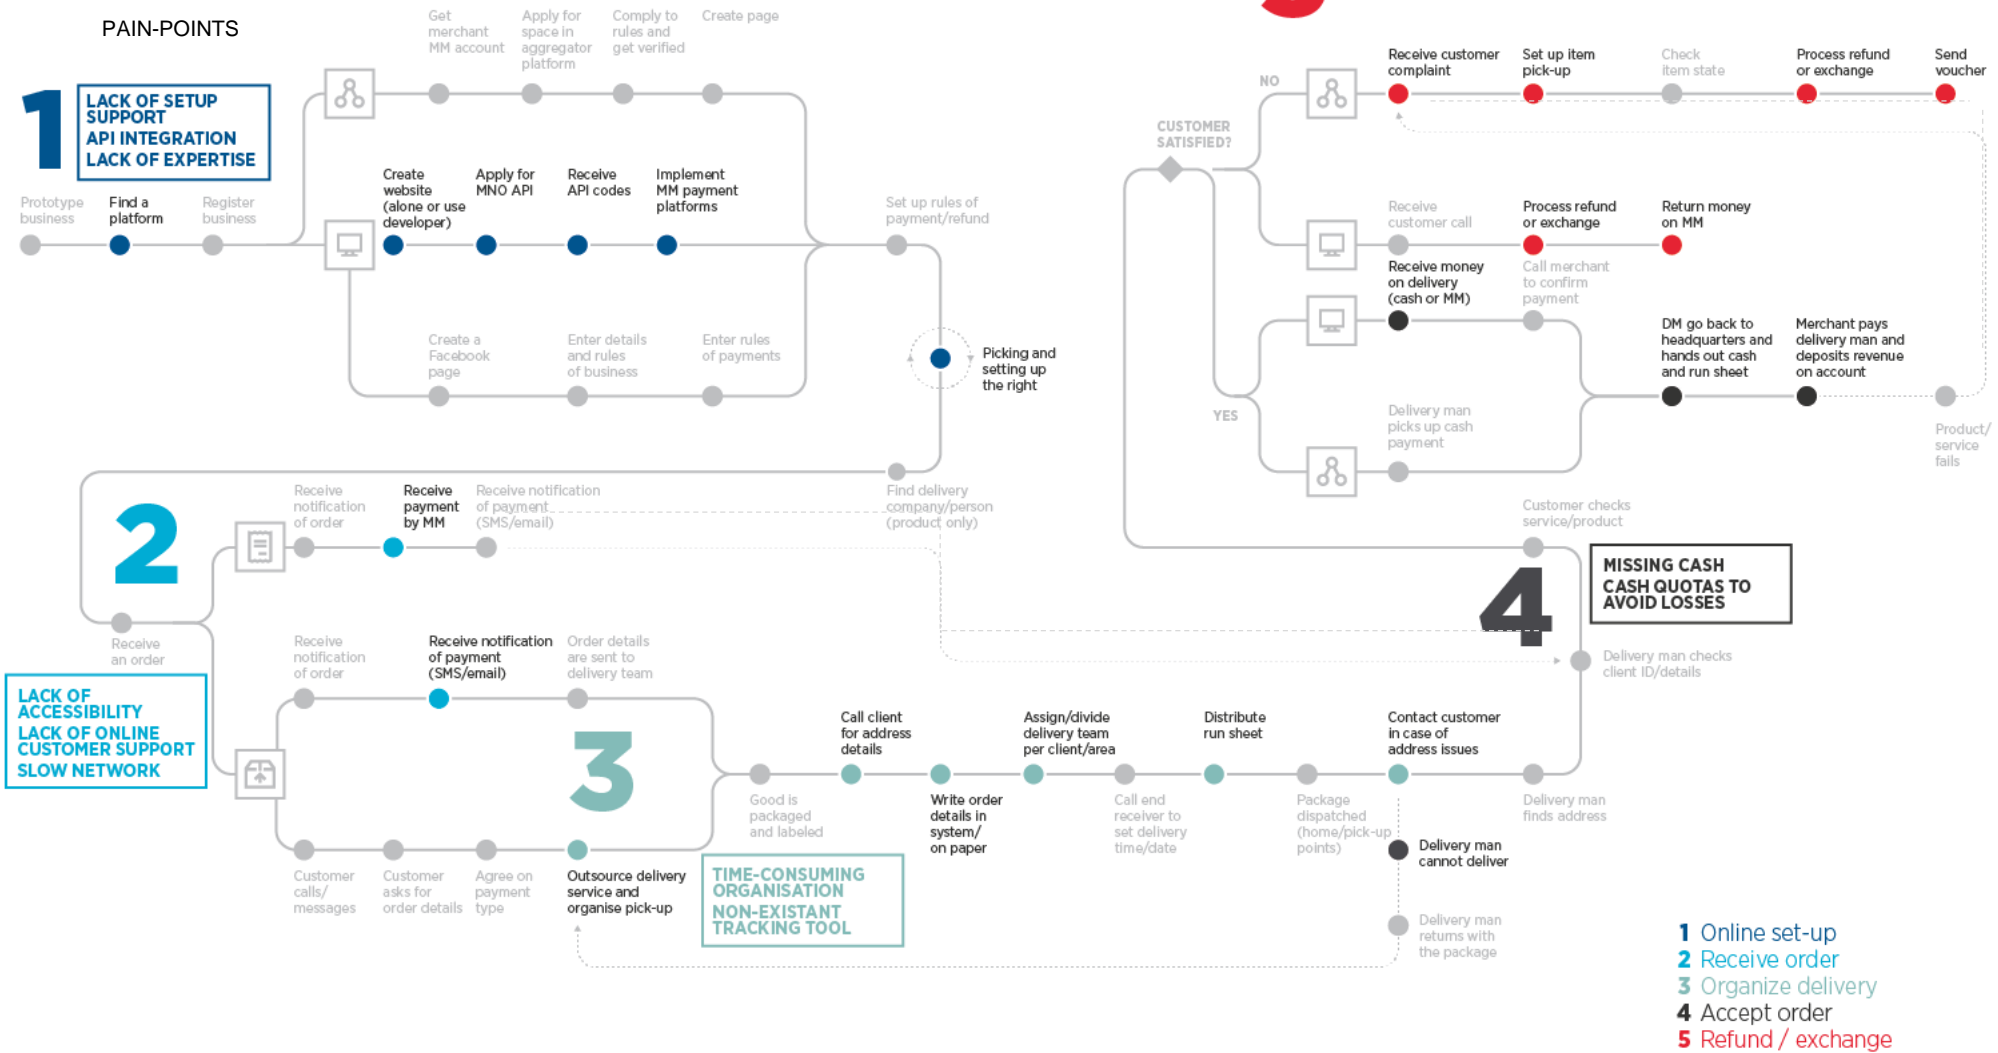 PAIN-POINTS
1
LACK OF SETUP
SUPPORT
API INTEGRATION
LACK OF EXPERTISE
Prototype
business
Find a
platform
Register
business
Get
merchant
MM account
Apply for
space in
aggregator
platform
Comply to
rules and
get verified
Create page
Create
website
(alone or use
developer)
Apply for
MNO API
Receive
API codes
Implement
MM payment
platforms
Create a
Facebook
page
Enter details
and rules
of business
Enter rules
of payments
Set up rules of
payment/refund
Picking and
setting up
the right
Find delivery
company/person
(product only)
2
Receive
an order
LACK OF
ACCESSIBILITY
LACK OF ONLINE
CUSTOMER SUPPORT
SLOW NETWORK
Receive
notification
of order
Receive
payment
by MM
Receive notification
of payment
(SMS/email)
Receive
notification
of order
Receive notification
of payment
(SMS/email)
Order details
are sent to
delivery team
3
Customer
calls/
messages
Customer
asks for
order details
Agree on
payment
type
Outsource delivery
service and
organise pick-up
TIME-CONSUMING
ORGANISATION
NON-EXISTANT
TRACKING TOOL
Good is
packaged
and labeled
Call client
for address
details
Write order
details in
system/
on paper
Assign/divide
delivery team
per client/area
Call end
receiver to
set delivery
time/date
Distribute
run sheet
Package
dispatched
(home/pick-up
points)
Contact customer
in case of
address issues
Delivery man
cannot deliver
Delivery man
returns with
the package
Delivery man
finds address
Delivery man checks
client ID/details
4
MISSING CASH
CASH QUOTAS TO
AVOID LOSSES
Customer checks
service/product
CUSTOMER
SATISFIED?
NO
Receive customer
complaint
Set up item
pick-up
Check
item state
Process refund
or exchange
Send
voucher
Receive
customer call
Process refund
or exchange
Return money
on MM
YES
Receive money
on delivery
(cash or MM)
Call merchant
to confirm
payment
Delivery man
picks up cash
payment
DM go back to
headquarters and
hands out cash
and run sheet
Merchant pays
delivery man and
deposits revenue
on account
Product/
service
fails
1 Online set-up
2 Receive order
3 Organize delivery
4 Accept order
5 Refund / exchange